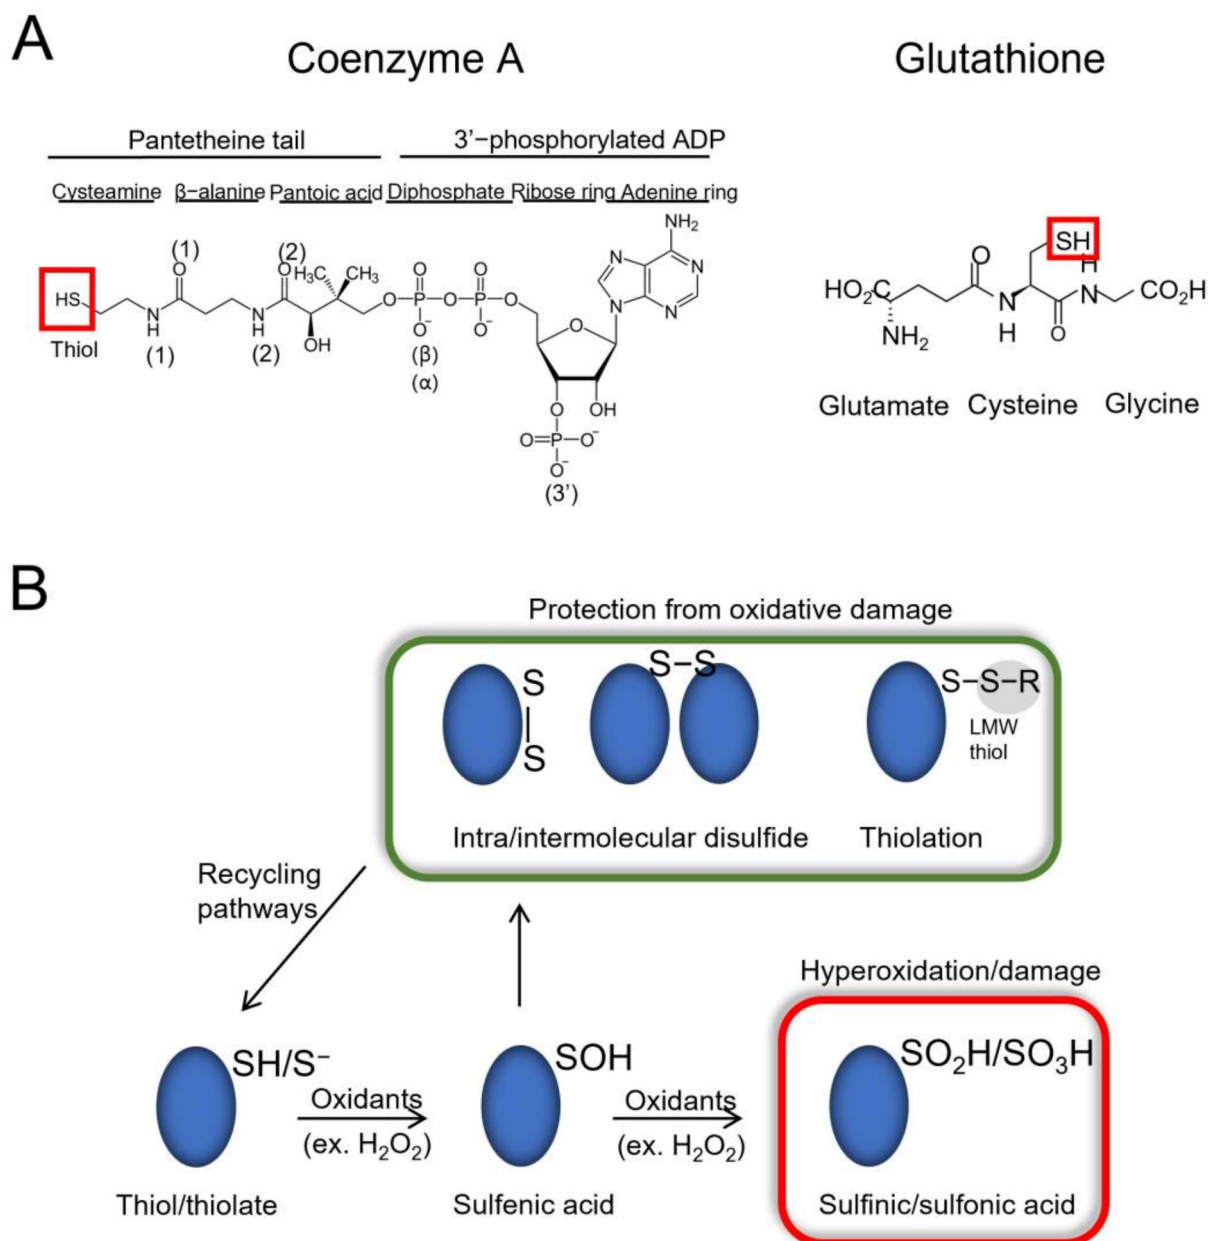 A
Coenzyme A
Glutathione
Pantetheine tail
3'−phosphorylated ADP
Cysteamine β−alanine Pantoic acid Diphosphate Ribose ring Adenine ring
NH₂
(1)
(2)
SH
O
O
H₃C
CH₃
O
O
N
N
O
H
HS
O
P
O
P
O
N
N
HO₂C
N
N
CO₂H
N
H
N
H
O⁻
O⁻
O
NH₂
H
O
Thiol
(1)
(2)
OH
(β)
(α)
O
OH
Glutamate Cysteine Glycine
O=P−O⁻
O⁻
(3')
B
Protection from oxidative damage
S
S
S−S
S−S−R
LMW
thiol
Intra/intermolecular disulfide
Thiolation
Recycling
pathways
Hyperoxidation/damage
SH/S⁻
SOH
SO₂H/SO₃H
Oxidants
(ex. H₂O₂)
Oxidants
(ex. H₂O₂)
Thiol/thiolate
Sulfenic acid
Sulfinic/sulfonic acid